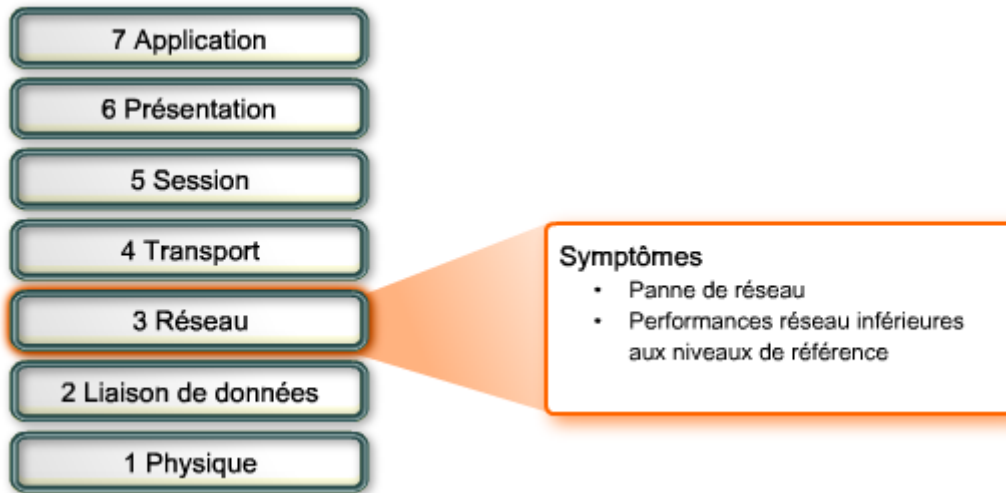 7 Application
6 Présentation
5 Session
4 Transport
3 Réseau
2 Liaison de données
1 Physique
Symptômes
• Panne de réseau
• Performances réseau inférieures
aux niveaux de référence